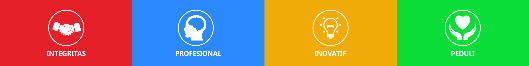 INTEGRITAS
PROFESIONAL
INOVATIF
PEDULI